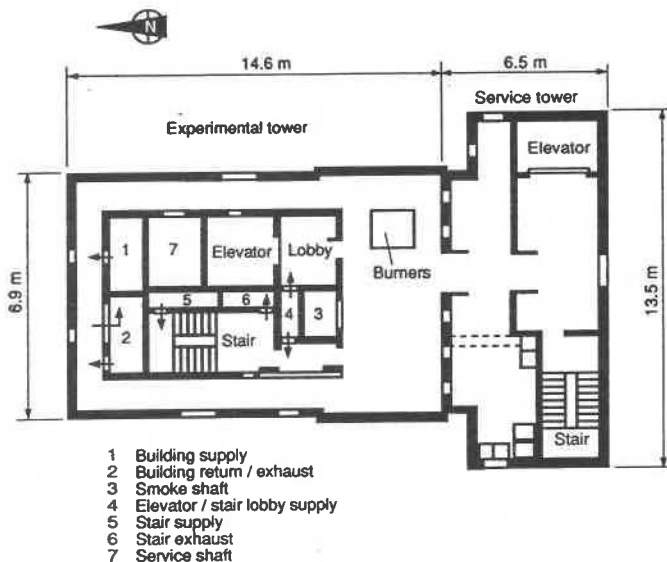 N
14.6 m
6.5 m
Service tower
Experimental tower
Elevator
1
7
Elevator
Lobby
Burners
6.9 m
13.5 m
5
6
4
3
2
Stair
Stair
1 Building supply
2 Building return / exhaust
3 Smoke shaft
4 Elevator / stair lobby supply
5 Stair supply
6 Stair exhaust
7 Service shaft